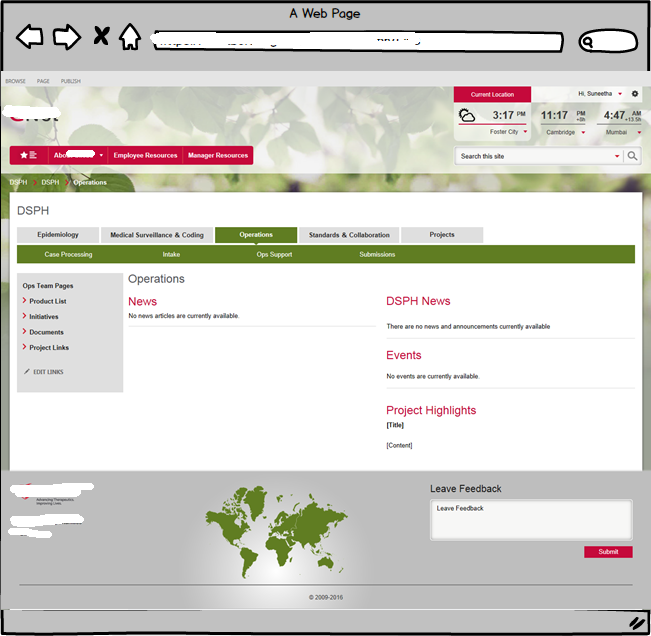 A Web Page
BROWSE PAGE PUBLISH
Current Location
Hi, Suneetha
3:17 PM
11:17 PM +8h
4:47 AM +13.5h
Foster City
Cambridge
Mumbai
About
Employee Resources
Manager Resources
Search this site
DSPH DSPH Operations
DSPH
Epidemiology
Medical Surveillance & Coding
Operations
Standards & Collaboration
Projects
Case Processing
Intake
Ops Support
Submissions
Ops Team Pages
Product List
Initiatives
Documents
Project Links
EDIT LINKS
Operations
News
No news articles are currently available.
DSPH News
There are no news and announcements currently available
Events
No events are currently available.
Project Highlights
[Title]
[Content]
Advancing Therapeutics.
Improving Lives.
Leave Feedback
Leave Feedback
Submit
© 2009-2016